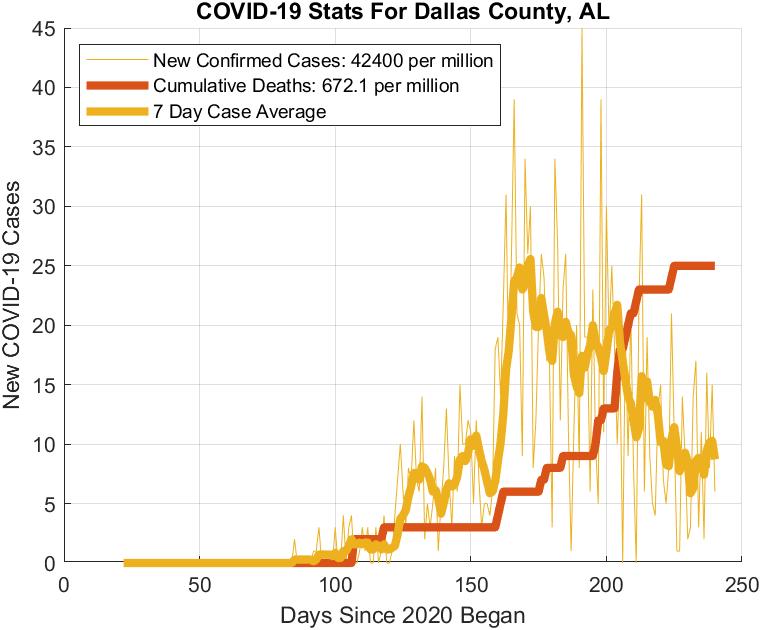 COVID-19 Stats For Dallas County, AL
New Confirmed Cases: 42400 per million
Cumulative Deaths: 672.1 per million
7 Day Case Average
New COVID-19 Cases
45
40
35
30
25
20
15
10
5
0
0 50 100 150 200 250
Days Since 2020 Began